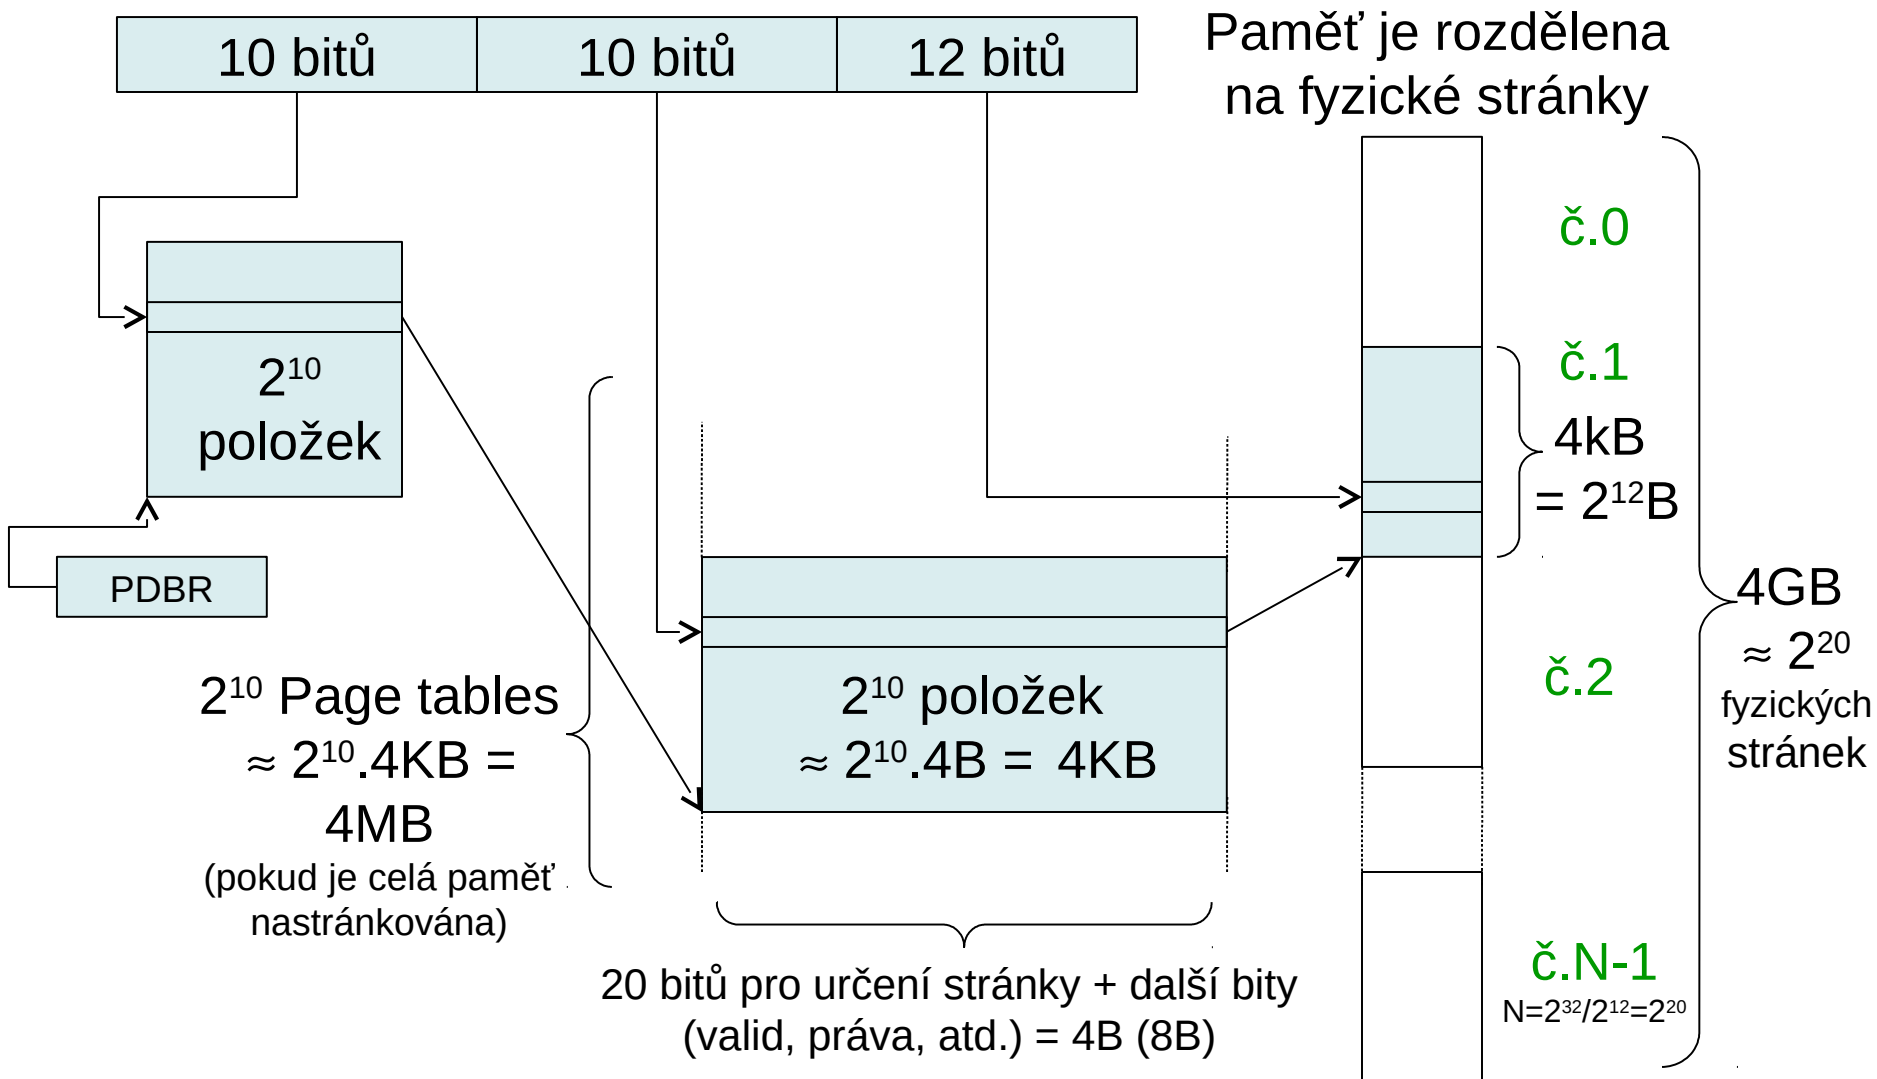 10 bitů
10 bitů
12 bitů
Paměť je rozdělena
na fyzické stránky
č.0
2¹⁰
položek
č.1
4kB
= 2¹²B
PDBR
4GB
≈ 2²⁰
fyzických
stránek
č.2
2¹⁰ Page tables
≈ 2¹⁰.4KB =
4MB
(pokud je celá paměť
nastránkována)
2¹⁰ položek
≈ 2¹⁰.4B = 4KB
20 bitů pro určení stránky + další bity
(valid, práva, atd.) = 4B (8B)
č.N-1
N=2³²/2¹²=2²⁰